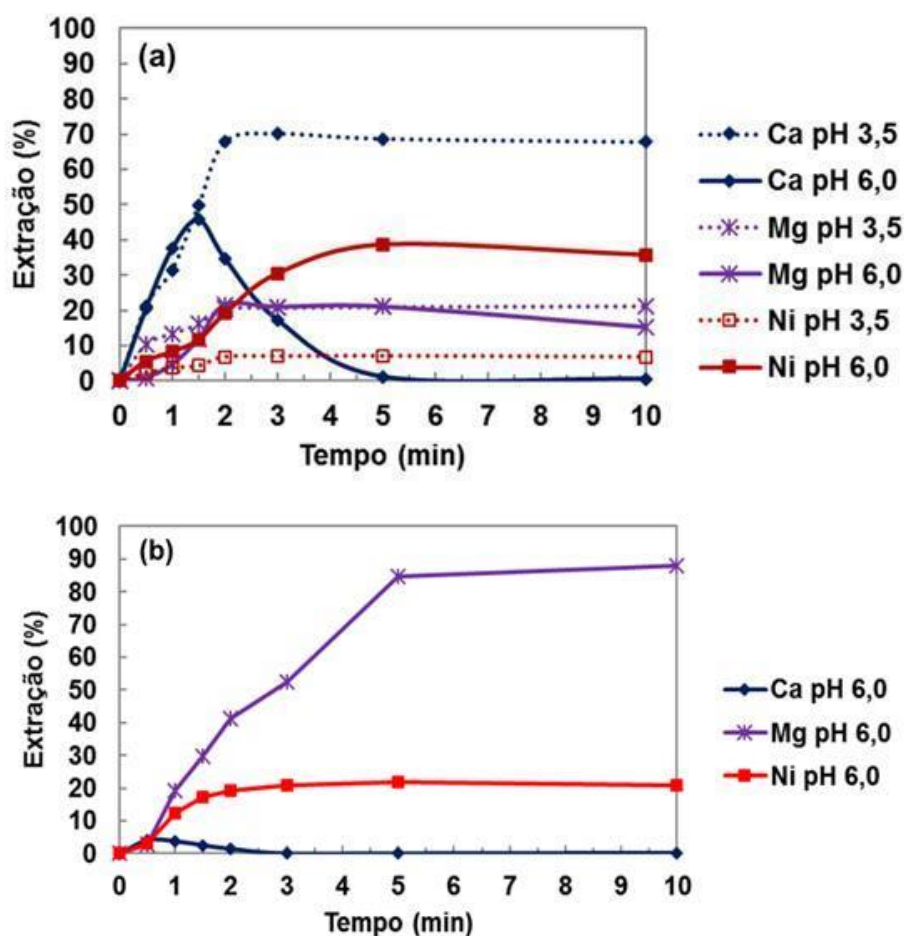 100
90
80
70
60
50
40
30
20
10
0
Extração (%)
(a)
0 1 2 3 4 5 6 7 8 9 10
Tempo (min)
Ca pH 3,5
Ca pH 6,0
Mg pH 3,5
Mg pH 6,0
Ni pH 3,5
Ni pH 6,0
100
90
80
70
60
50
40
30
20
10
0
Extração (%)
(b)
0 1 2 3 4 5 6 7 8 9 10
Tempo (min)
Ca pH 6,0
Mg pH 6,0
Ni pH 6,0